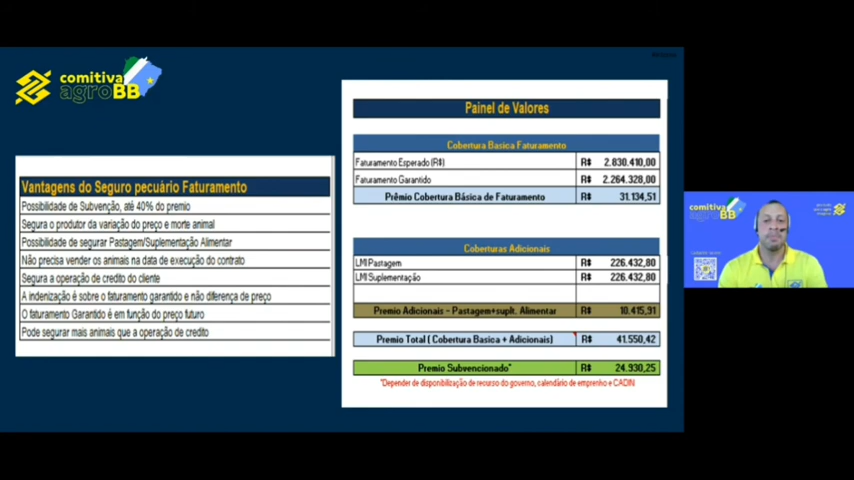 comitiva
agroBB
Vantagens do Seguro pecuário Faturamento
Possibilidade de Subvenção, até 40% do premio
Segura o produtor da variação do preço e morte animal
Possibilidade de segurar Pastagem/Suplementação Alimentar
Não precisa vender os animais na data de execução do contrato
Segura a operação de credito do cliente
A indenização é sobre o faturamento garantido e não diferença de preço
O faturamento Garantido é em função do preço futuro
Pode segurar mais animais que a operação de credito
Painel de Valores
Cobertura Basica Faturamento
Faturamento Esperado (R$) R$ 2.830.410,00
Faturamento Garantido R$ 2.264.328,00
Prêmio Cobertura Básica de Faturamento R$ 31.134,51
Coberturas Adicionais
LMI Pastagem R$ 226.432,80
LMI Suplementação R$ 226.432,80
Premio Adicionais - Pastagem+suplt. Alimentar R$ 10.415,91
Premio Total ( Cobertura Basica + Adicionais) R$ 41.550,42
Premio Subvencionado* R$ 24.930,25
*Depender de disponibilização de recurso do governo, calendário de emprenho e CADIN
comitiva
agroBB